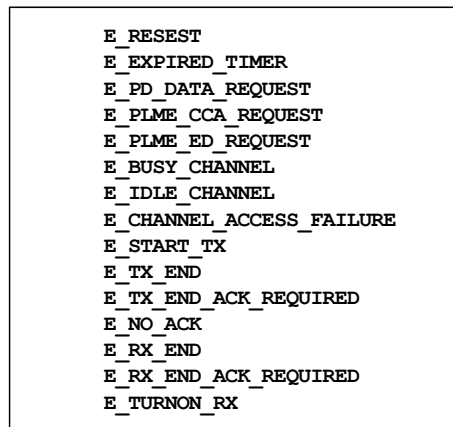 E_RESEST
E_EXPIRED_TIMER
E_PD_DATA_REQUEST
E_PLME_CCA_REQUEST
E_PLME_ED_REQUEST
E_BUSY_CHANNEL
E_IDLE_CHANNEL
E_CHANNEL_ACCESS_FAILURE
E_START_TX
E_TX_END
E_TX_END_ACK_REQUIRED
E_NO_ACK
E_RX_END
E_RX_END_ACK_REQUIRED
E_TURNON_RX